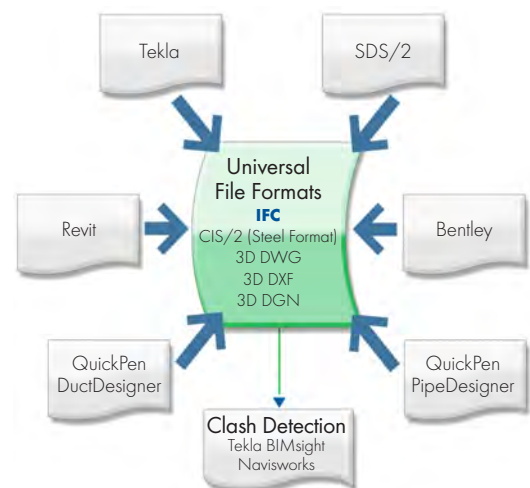 Tekla
SDS/2
Universal
File Formats
IFC
CIS/2 (Steel Format)
3D DWG
3D DXF
3D DGN
Revit
Bentley
QuickPen
DuctDesigner
QuickPen
PipeDesigner
Clash Detection
Tekla BIMsight
Navisworks